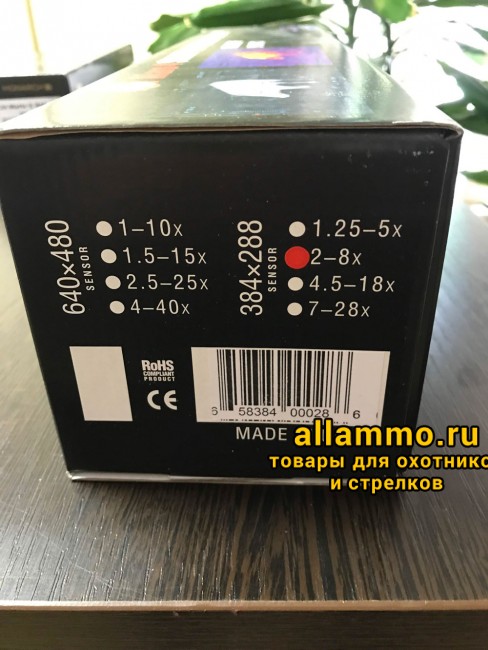 640×480
SENSOR
1-10x
1.5-15x
2.5-25x
4-40x
384×288
SENSOR
1.25-5x
2-8x
4.5-18x
7-28x
RoHS
COMPLIANT
PRODUCT
CE
6 58384 00028 6
MADE
allammo.ru
товары для охотнико
и стрелков